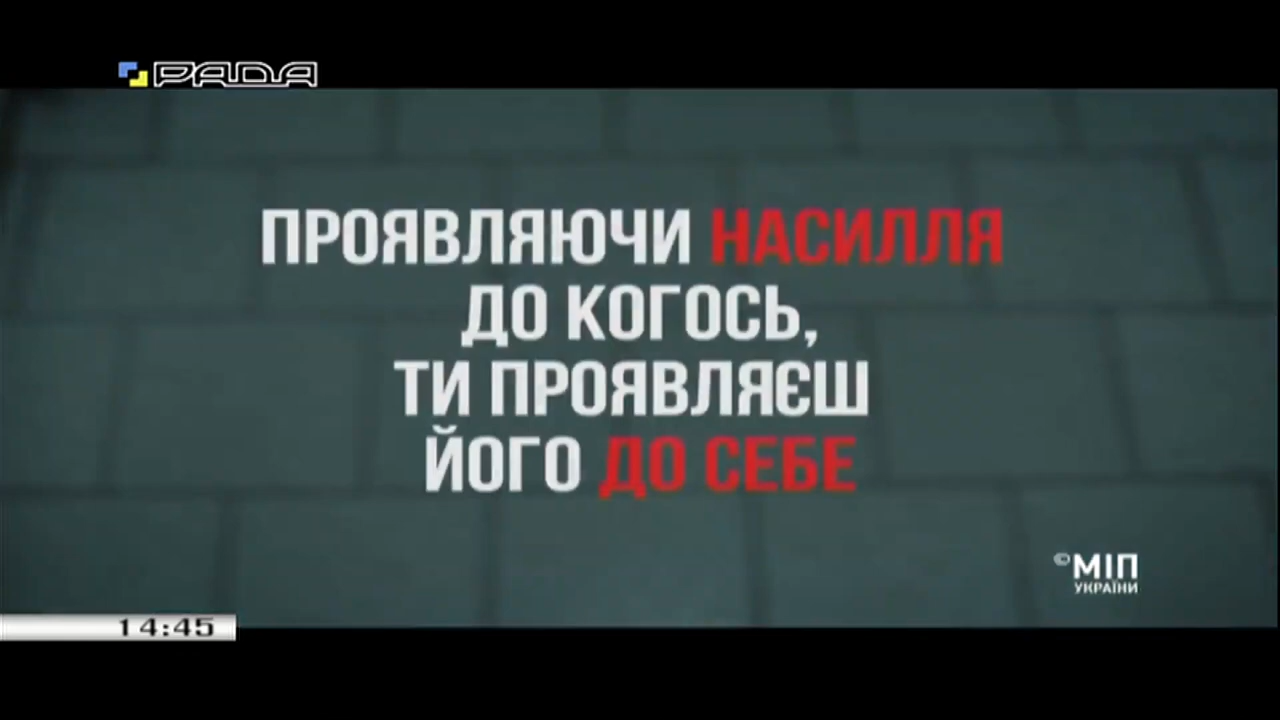 РАДА
ПРОЯВЛЯЮЧИ НАСИЛЛЯ
ДО КОГОСЬ,
ТИ ПРОЯВЛЯЄШ
ЙОГО ДО СЕБЕ
©МІП
УКРАЇНИ
14:45